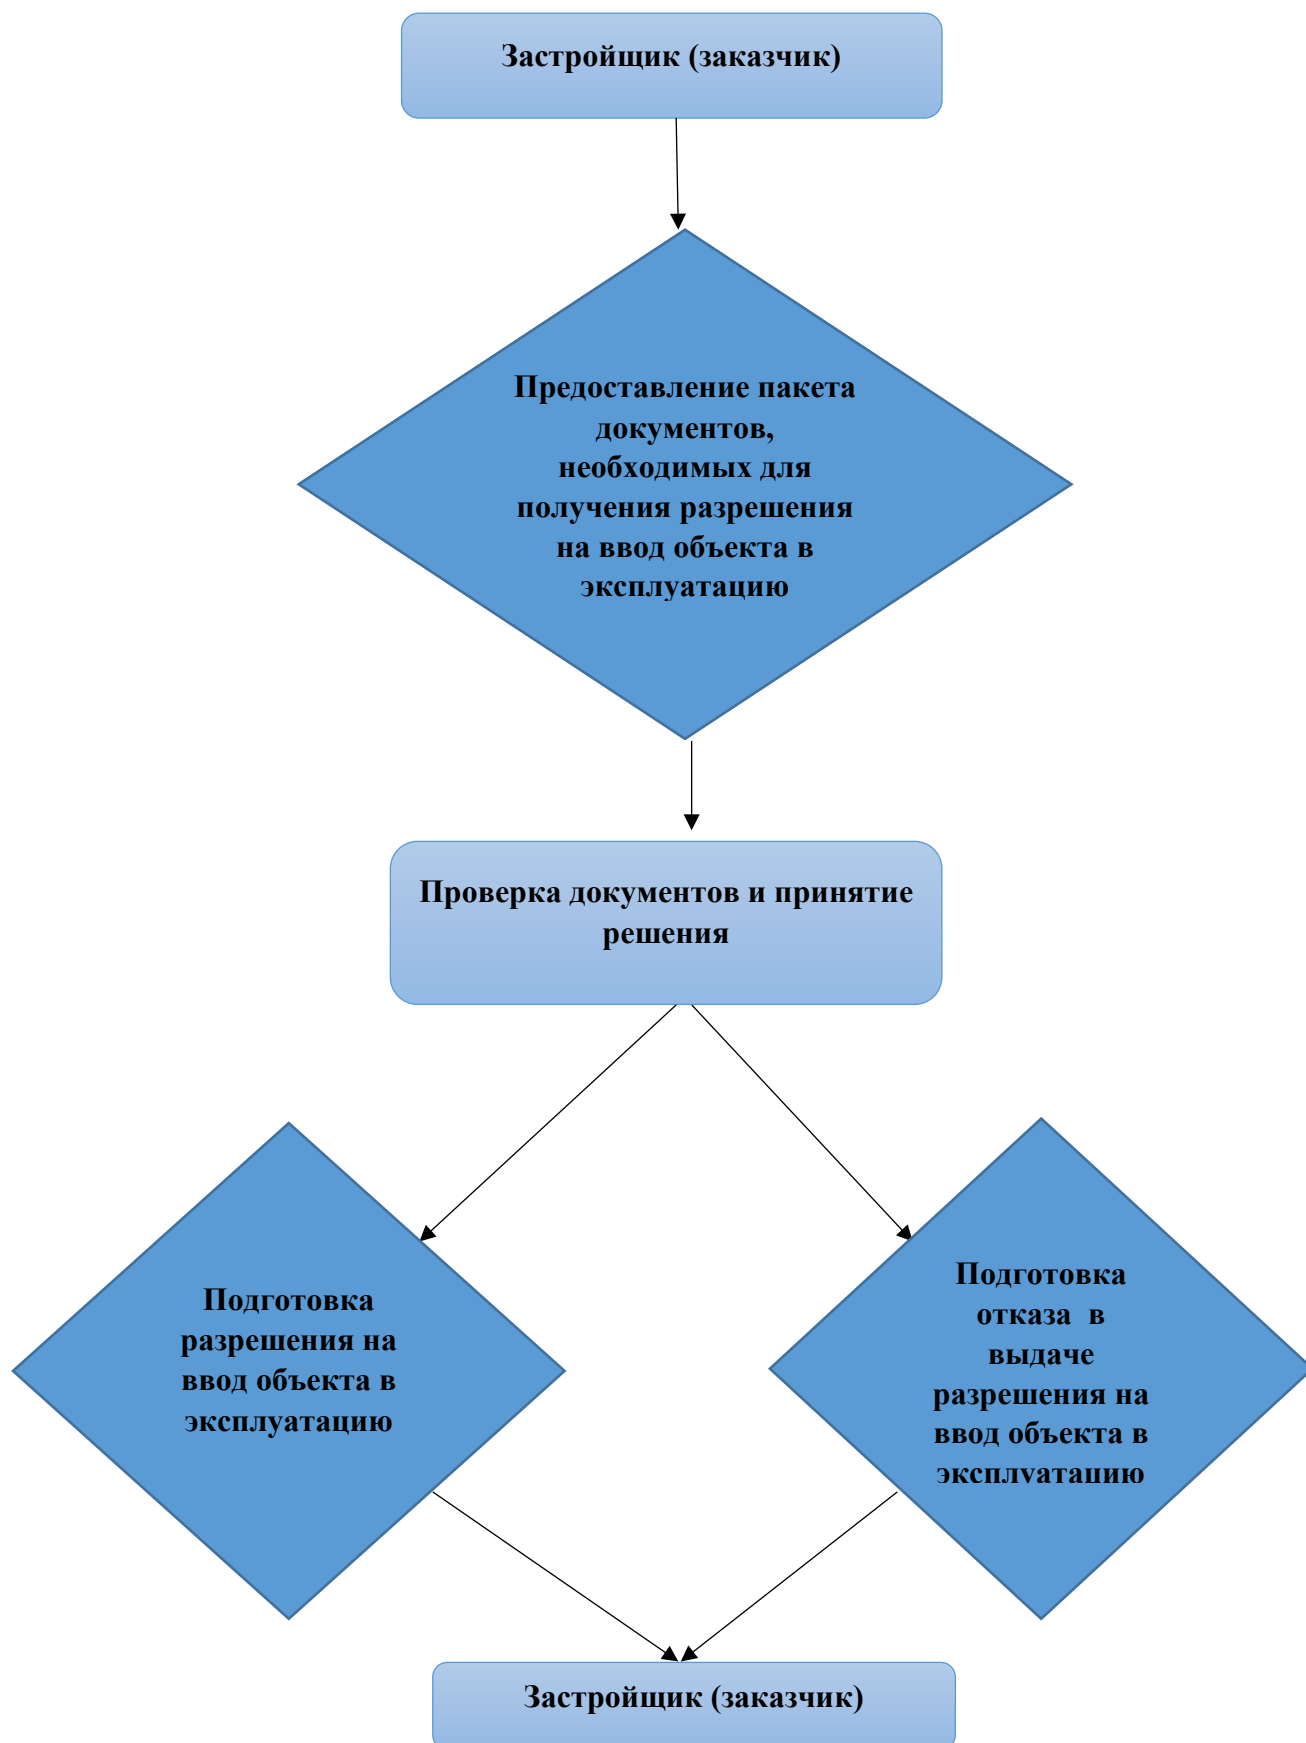 Застройщик (заказчик)
Предоставление пакета
документов,
необходимых для
получения разрешения
на ввод объекта в
эксплуатацию
Проверка документов и принятие
решения
Подготовка
разрешения на
ввод объекта в
эксплуатацию
Подготовка
отказа  в
выдаче
разрешения на
ввод объекта в
эксплуатацию
Застройщик (заказчик)